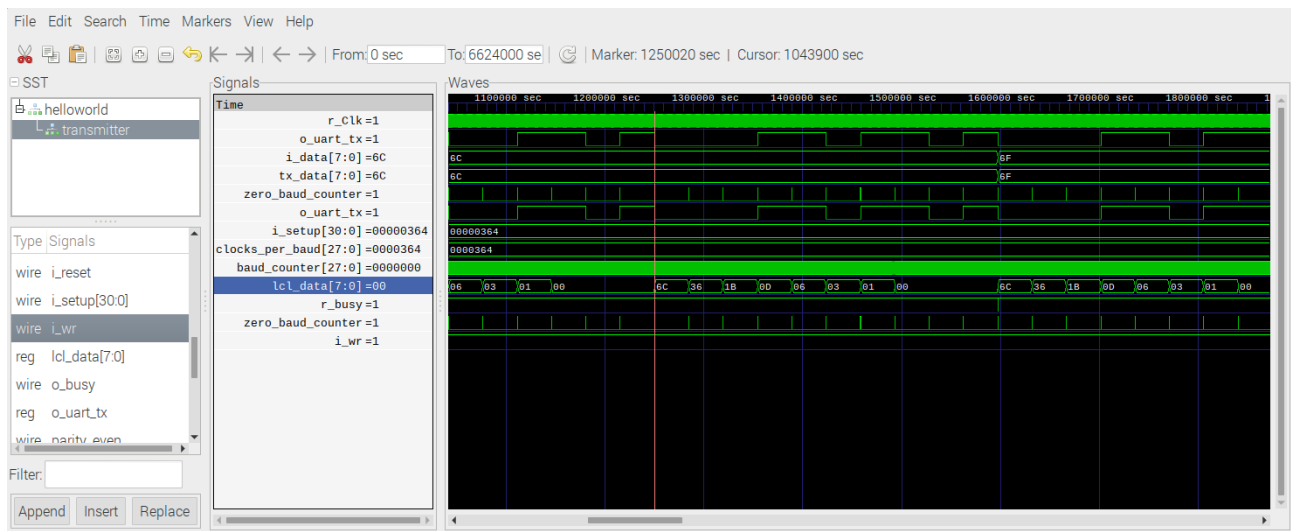 File Edit Search Time Markers View Help
From: 0 sec To: 6624000 se Marker: 1250020 sec | Cursor: 1043900 sec
SST
helloworld
transmitter
Type Signals
wire i_reset
wire i_setup[30:0]
wire i_wr
reg lcl_data[7:0]
wire o_busy
reg o_uart_tx
wire parity_even
Filter:
Append Insert Replace
Signals
Time
r_Clk =1
o_uart_tx =1
i_data[7:0] =6C
tx_data[7:0] =6C
zero_baud_counter =1
o_uart_tx =1
i_setup[30:0] =00000364
clocks_per_baud[27:0] =0000364
baud_counter[27:0] =0000000
lcl_data[7:0] =00
r_busy =1
zero_baud_counter =1
i_wr =1
Waves
1100000 sec 1200000 sec 1300000 sec 1400000 sec 1500000 sec 1600000 sec 1700000 sec 1800000 sec 1
6C 6F
6C 6F
00000364
0000364
06 03 01 00 6C 36 1B 0D 06 03 01 00 6C 36 1B 0D 06 03 01 00